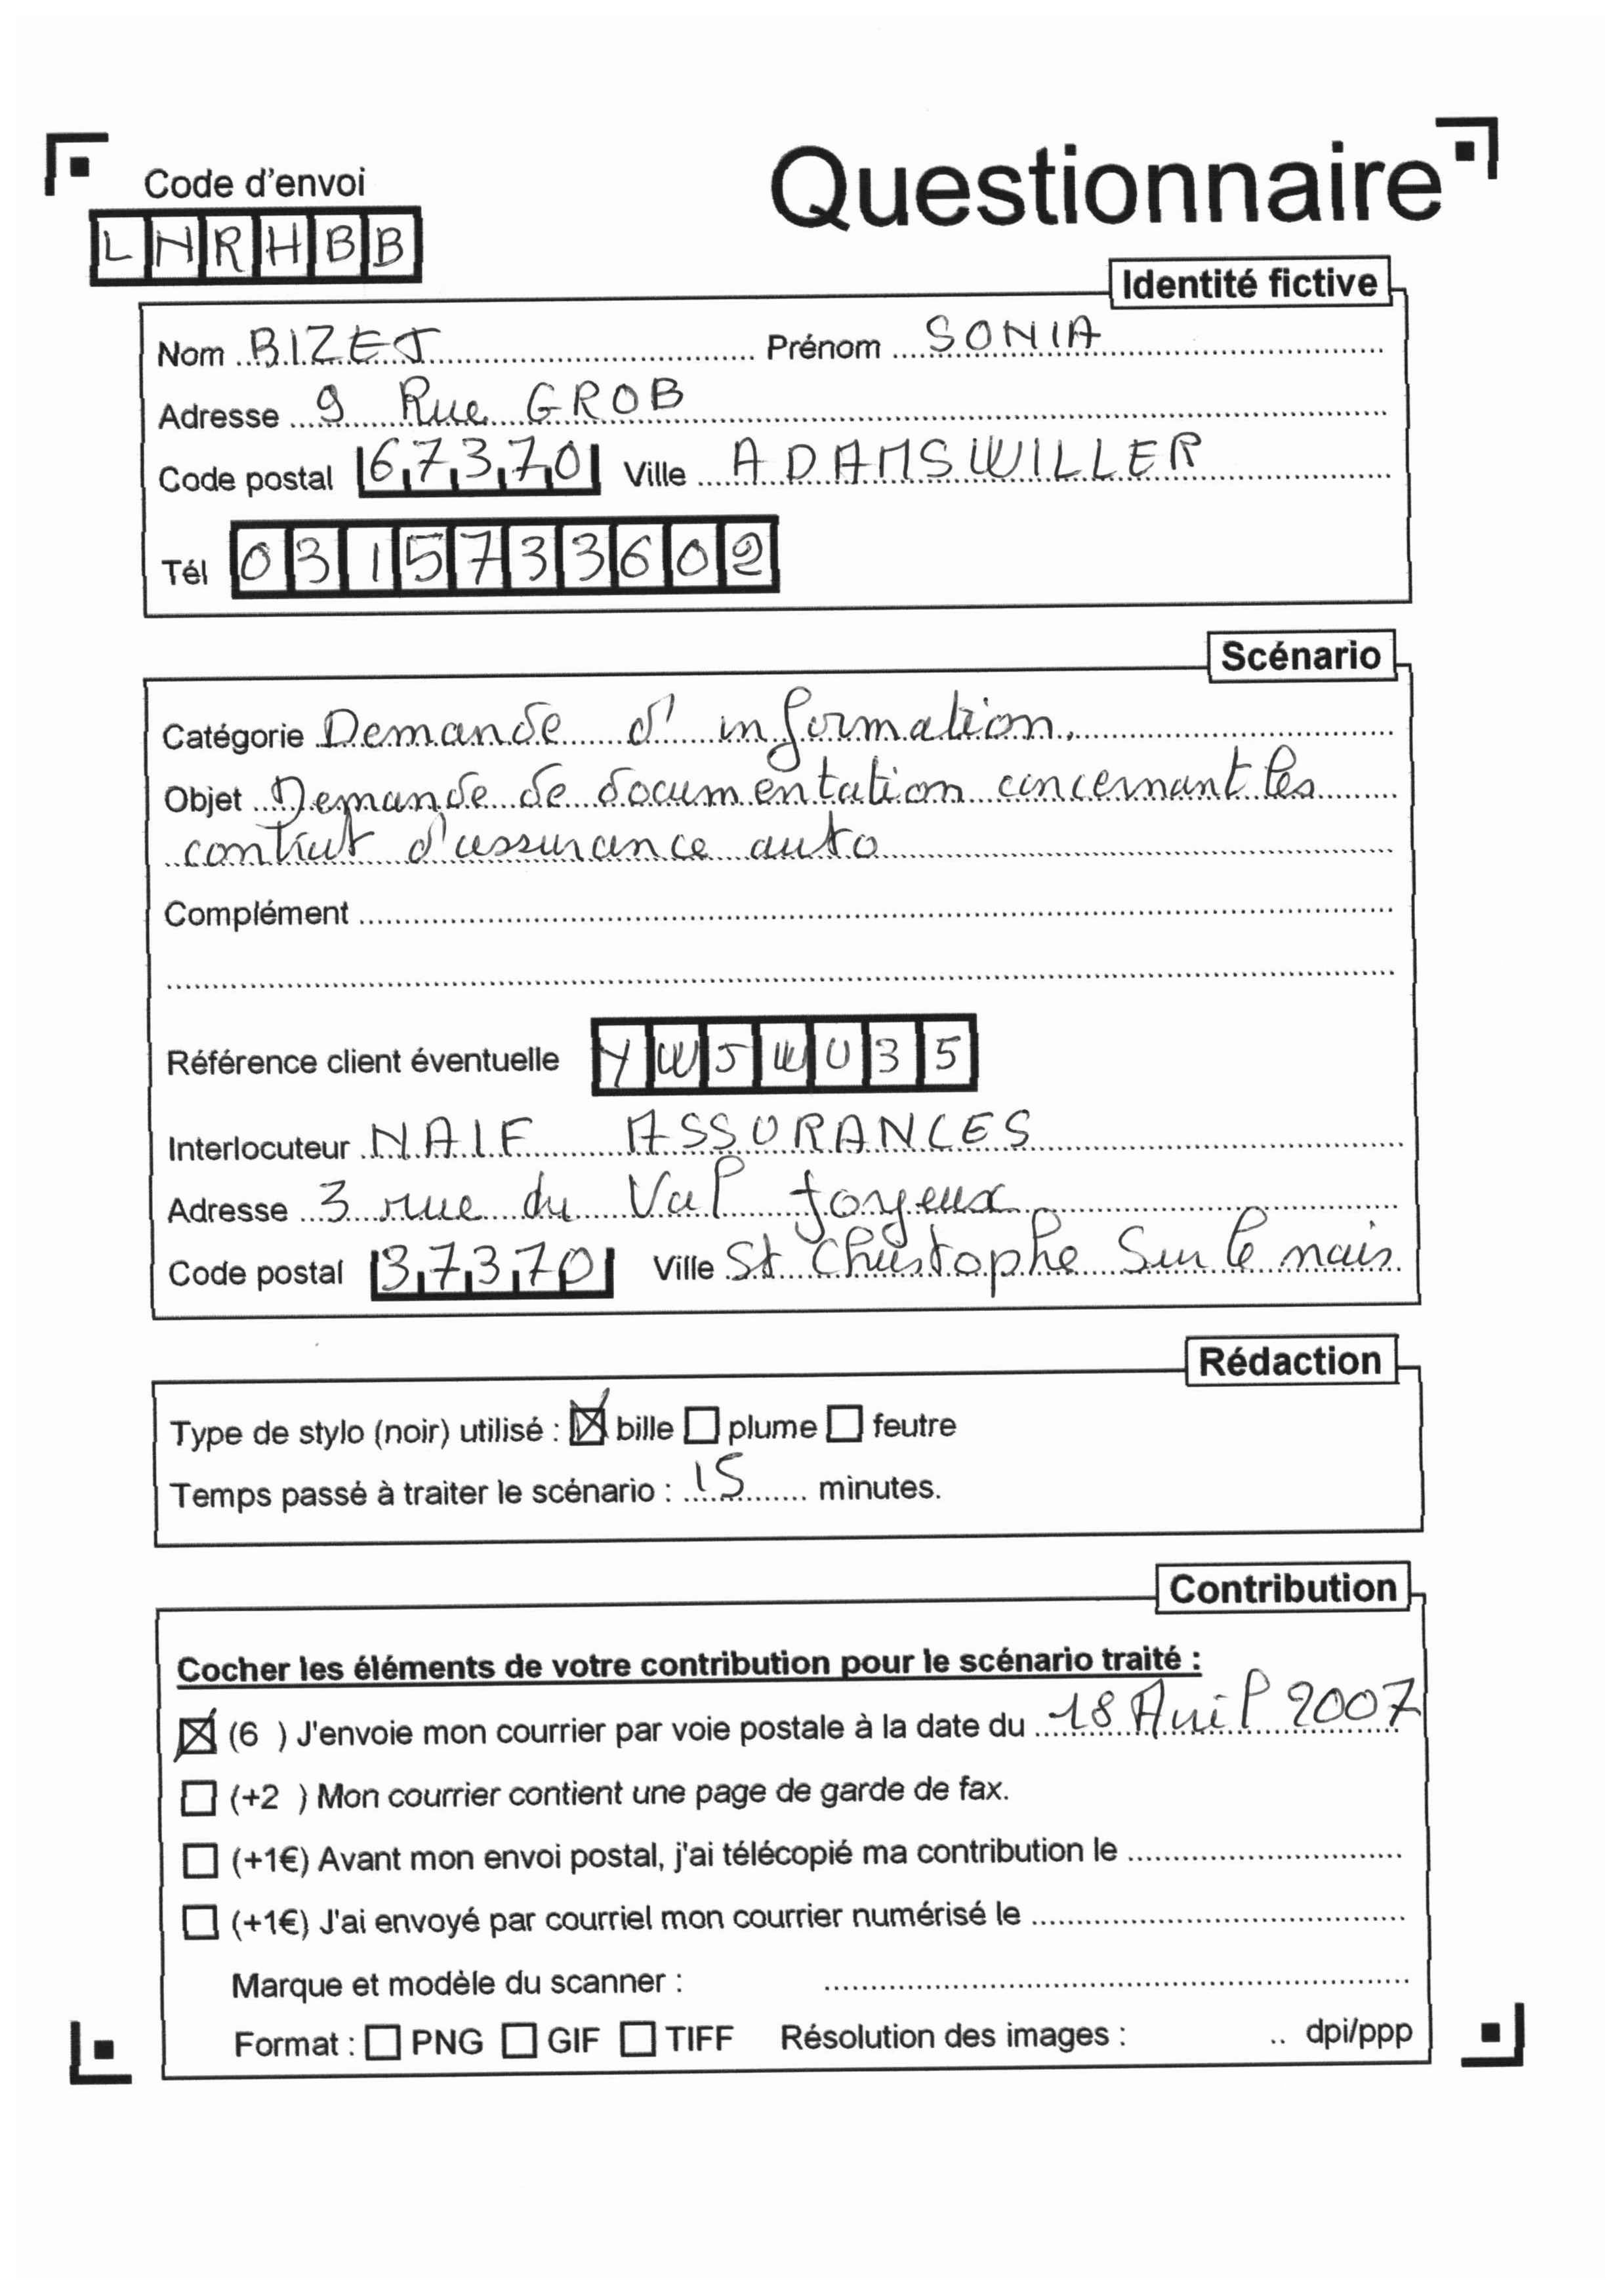 Questionnaire
Code d'envoi
LNRHBB
Identité fictive
Nom BIZET Prénom SONIA
Adresse 9 Rue GROB
Code postal 67370 Ville ADAMSWILLER
Tél 0315733602
Scénario
Catégorie Demande d'information.
Objet Demande de documentation concernant les
contrat d'assurance auto
Complément
Référence client éventuelle YWJWU35
Interlocuteur NAIF ASSURANCES
Adresse 3 rue du Val Joyeux
Code postal 37370 Ville St Christophe Sur le nais
Rédaction
Type de stylo (noir) utilisé : ☒ bille ☐ plume ☐ feutre
Temps passé à traiter le scénario : 15 minutes.
Contribution
Cocher les éléments de votre contribution pour le scénario traité :
☒ (6 ) J'envoie mon courrier par voie postale à la date du 18 Avril 2007
☐ (+2 ) Mon courrier contient une page de garde de fax.
☐ (+1€) Avant mon envoi postal, j'ai télécopié ma contribution le
☐ (+1€) J'ai envoyé par courriel mon courrier numérisé le
Marque et modèle du scanner :
Format : ☐ PNG ☐ GIF ☐ TIFF Résolution des images : .. dpi/ppp